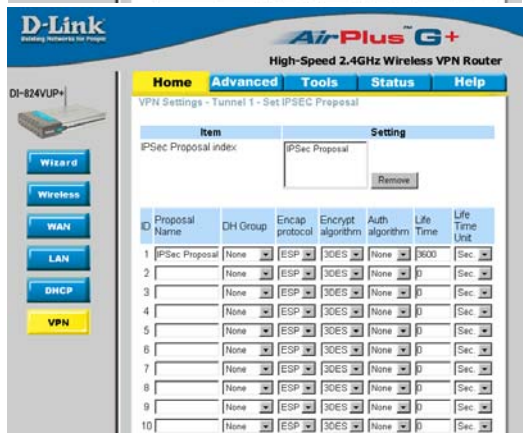 D-Link
Building Networks for People
AirPlus G+
High-Speed 2.4GHz Wireless VPN Router
DI-824VUP+
Home Advanced Tools Status Help
VPN Settings - Tunnel 1 - Set IPSEC Proposal
Item Setting
IPSec Proposal index
IPSec Proposal
Remove
Wizard
Wireless
WAN
LAN
DHCP
VPN
ID Proposal Name DH Group Encap protocol Encrypt algorithm Auth algorithm Life Time Life Time Unit
1 IPSec Proposal None ESP 3DES None 3600 Sec.
2 None ESP 3DES None 0 Sec.
3 None ESP 3DES None 0 Sec.
4 None ESP 3DES None 0 Sec.
5 None ESP 3DES None 0 Sec.
6 None ESP 3DES None 0 Sec.
7 None ESP 3DES None 0 Sec.
8 None ESP 3DES None 0 Sec.
9 None ESP 3DES None 0 Sec.
10 None ESP 3DES None 0 Sec.